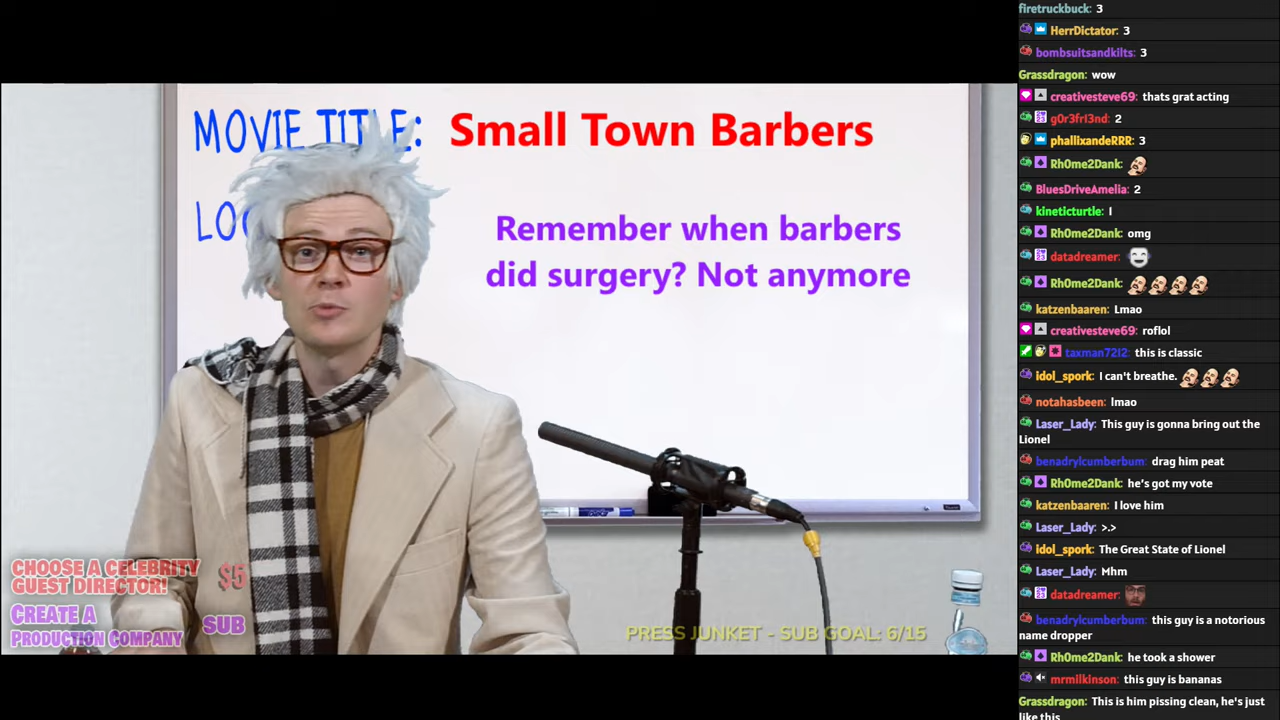 MOVIE TITLE: Small Town Barbers
LO
Remember when barbers
did surgery? Not anymore
CHOOSE A CELEBRITY
GUEST DIRECTOR! $5
CREATE A
PRODUCTION COMPANY SUB
PRESS JUNKET - SUB GOAL: 6/15
firetruckbuck: 3
HerrDictator: 3
bombsuitsandkilts: 3
Grassdragon: wow
creativesteve69: thats grat acting
g0r3fr13nd: 2
phallixandeRRR: 3
Rh0me2Dank:
BluesDriveAmelia: 2
kineticturtle: I
Rh0me2Dank: omg
datadreamer:
Rh0me2Dank:
katzenbaaren: Lmao
creativesteve69: roflol
taxman7212: this is classic
idol_spork: I can't breathe.
notahasbeen: lmao
Laser_Lady: This guy is gonna bring out the
Lionel
benadrylcumberbum: drag him peat
Rh0me2Dank: he's got my vote
katzenbaaren: I love him
Laser_Lady: >.>
idol_spork: The Great State of Lionel
Laser_Lady: Mhm
datadreamer:
benadrylcumberbum: this guy is a notorious
name dropper
Rh0me2Dank: he took a shower
mrmilkinson: this guy is bananas
Grassdragon: This is him pissing clean, he's just
like this